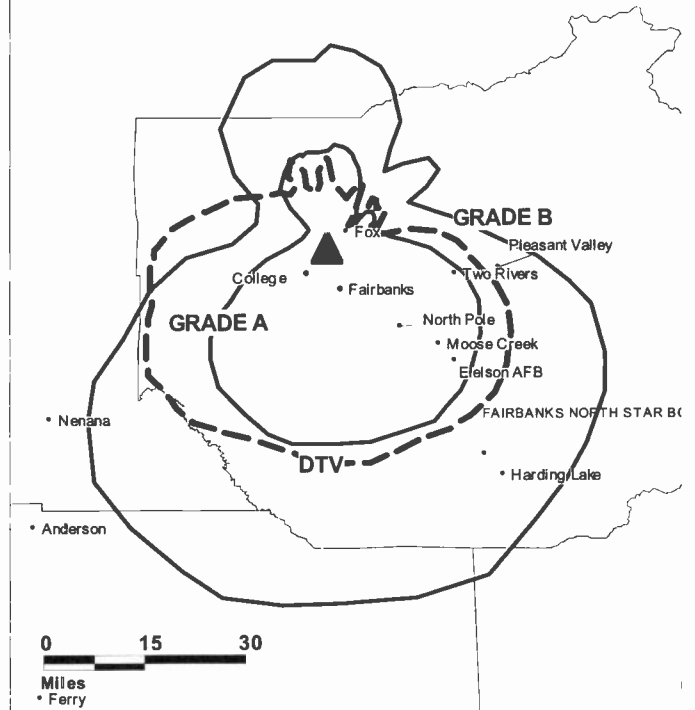 GRADE B
Fox
Pleasant Valley
College
Two Rivers
Fairbanks
GRADE A
North Pole
Moose Creek
Eielson AFB
FAIRBANKS NORTH STAR BO
Nenana
DTV
Harding Lake
Anderson
0 15 30
Miles
Ferry